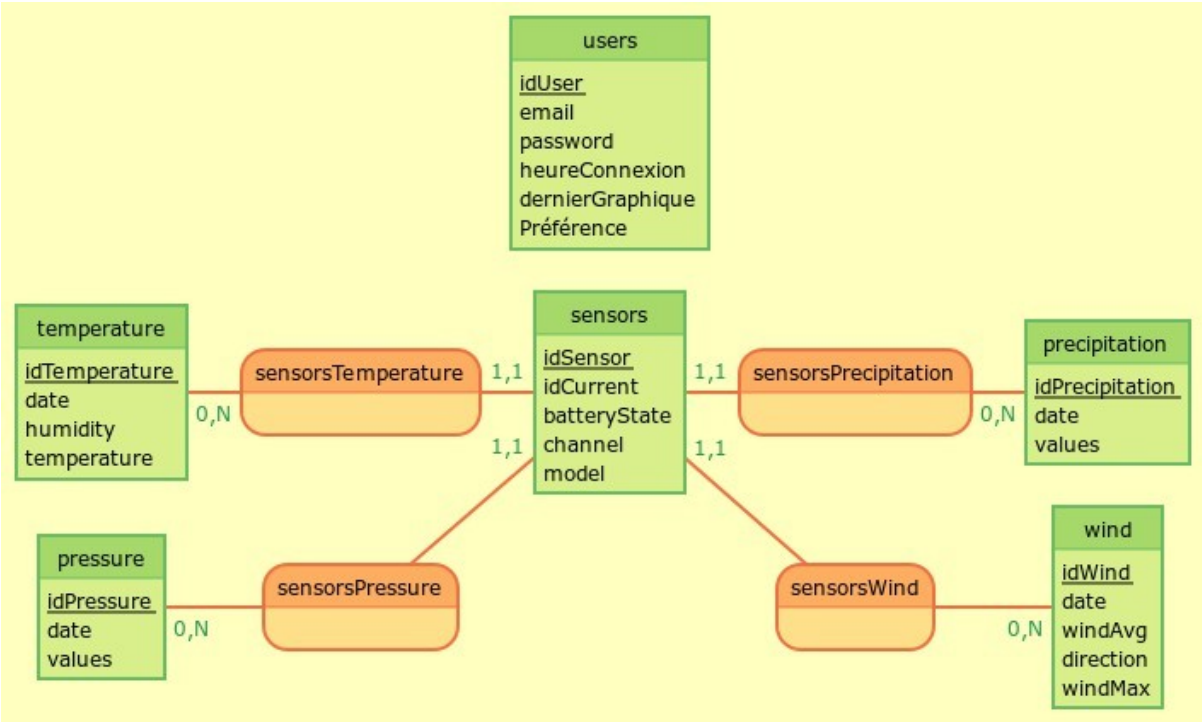 users
idUser
email
password
heureConnexion
dernierGraphique
Préférence
temperature
idTemperature
date
humidity
temperature
0,N
sensorsTemperature
1,1
sensors
idSensor
idCurrent
batteryState
channel
model
1,1
sensorsPrecipitation
0,N
precipitation
idPrecipitation
date
values
pressure
idPressure
date
values
0,N
sensorsPressure
1,1
1,1
sensorsWind
0,N
wind
idWind
date
windAvg
direction
windMax